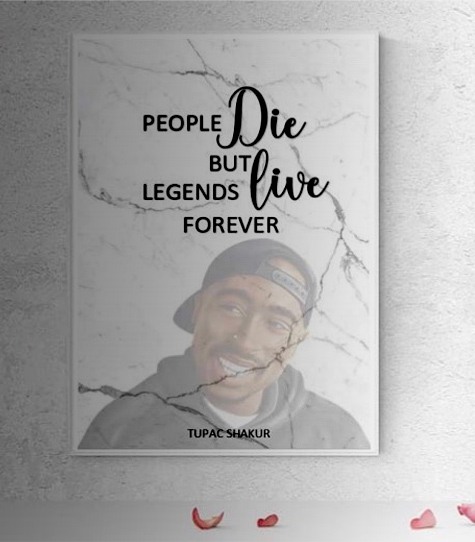 PEOPLE Die
BUT
LEGENDS live
FOREVER
TUPAC SHAKUR